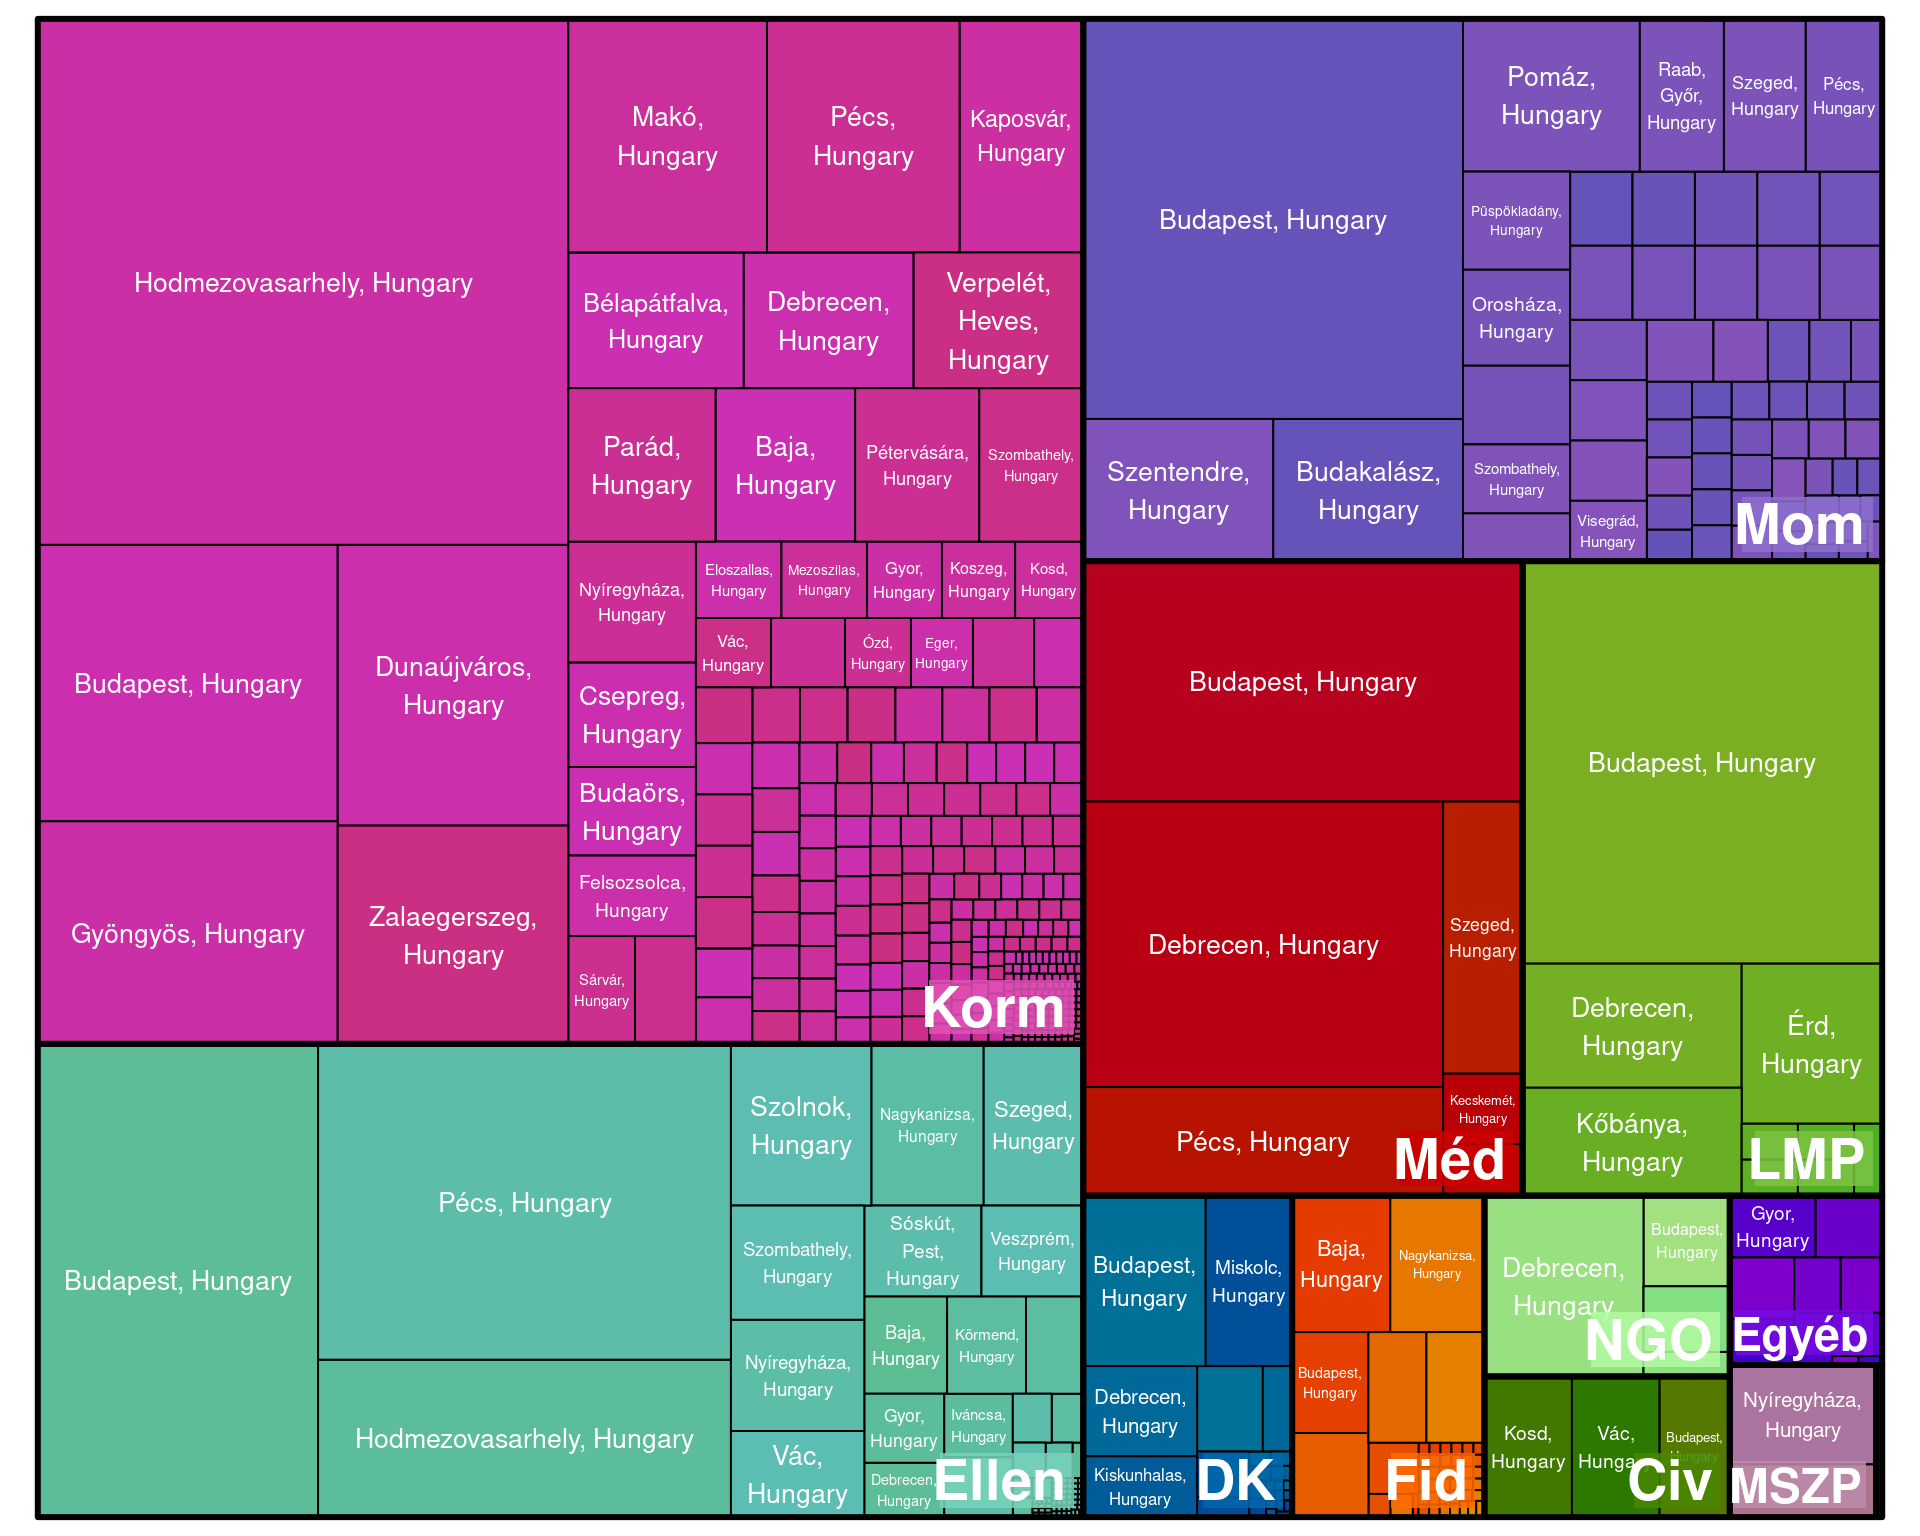 Hodmezovasarhely, Hungary
Makó,
Hungary
Pécs,
Hungary
Kaposvár,
Hungary
Bélapátfalva,
Hungary
Debrecen,
Hungary
Verpelét,
Heves,
Hungary
Parád,
Hungary
Baja,
Hungary
Pétervására,
Hungary
Szombathely,
Hungary
Budapest, Hungary
Dunaújváros,
Hungary
Gyöngyös, Hungary
Zalaegerszeg,
Hungary
Nyíregyháza,
Hungary
Eloszallas,
Hungary
Mezoszilas,
Hungary
Gyor,
Hungary
Koszeg,
Hungary
Kosd,
Hungary
Vác,
Hungary
Ózd,
Hungary
Eger,
Hungary
Csepreg,
Hungary
Budaörs,
Hungary
Felsozsolca,
Hungary
Sárvár,
Hungary
Korm
Budapest, Hungary
Pomáz,
Hungary
Raab,
Győr,
Hungary
Szeged,
Hungary
Pécs,
Hungary
Püspökladány,
Hungary
Orosháza,
Hungary
Szentendre,
Hungary
Budakalász,
Hungary
Szombathely,
Hungary
Visegrád,
Hungary
Mom
Budapest, Hungary
Debrecen, Hungary
Szeged,
Hungary
Kecskemét,
Hungary
Pécs, Hungary
Méd
Budapest, Hungary
Debrecen,
Hungary
Érd,
Hungary
Kőbánya,
Hungary
LMP
Budapest, Hungary
Pécs, Hungary
Hodmezovasarhely, Hungary
Szolnok,
Hungary
Nagykanizsa,
Hungary
Szeged,
Hungary
Szombathely,
Hungary
Sóskút,
Pest,
Hungary
Veszprém,
Hungary
Nyíregyháza,
Hungary
Baja,
Hungary
Körmend,
Hungary
Vác,
Hungary
Gyor,
Hungary
Iváncsa,
Hungary
Debrecen,
Hungary
Ellen
Budapest,
Hungary
Miskolc,
Hungary
Debrecen,
Hungary
Kiskunhalas,
Hungary
DK
Baja,
Hungary
Nagykanizsa,
Hungary
Budapest,
Hungary
Fid
Debrecen,
Hungary
Budapest,
Hungary
NGO
Gyor,
Hungary
Egyéb
Kosd,
Hungary
Vác,
Hungary
Budapest,
Hungary
Civ
Nyíregyháza,
Hungary
MSZP